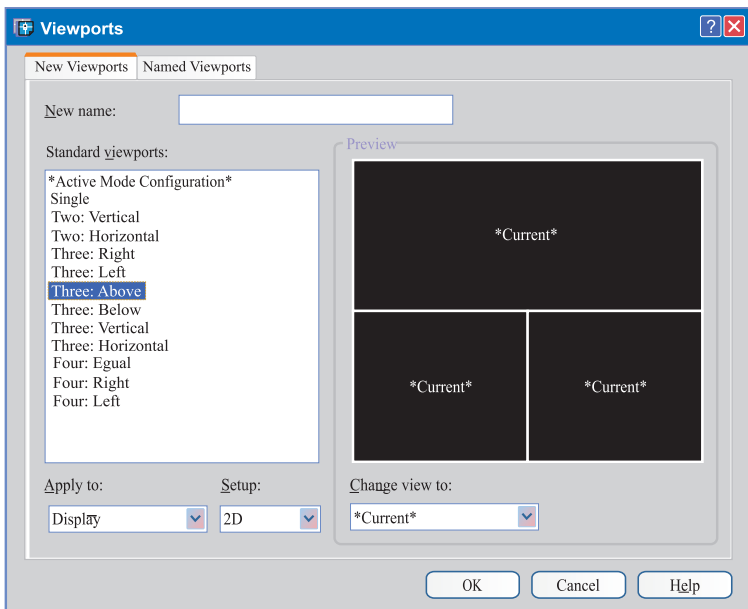 Viewports
New Viewports Named Viewports
New name:
Standard viewports:
*Active Mode Configuration*
Single
Two: Vertical
Two: Horizontal
Three: Right
Three: Left
Three: Above
Three: Below
Three: Vertical
Three: Horizontal
Four: Egual
Four: Right
Four: Left
Apply to:
Display
Setup:
2D
Preview
*Current*
*Current* *Current*
Change view to:
*Current*
OK Cancel Help